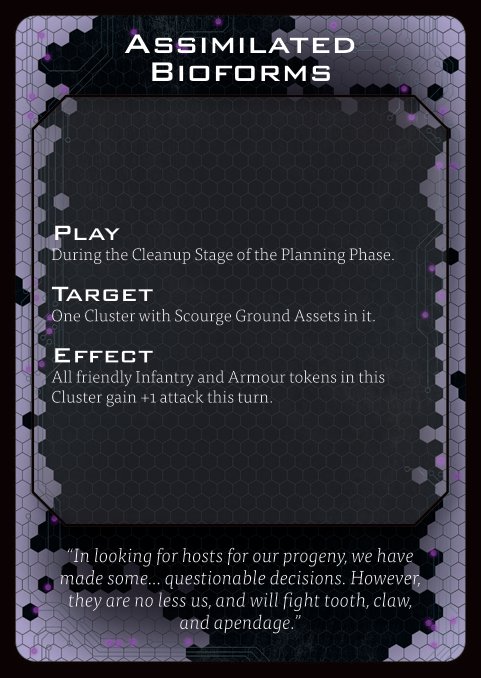 Assimilated
Bioforms
Play
During the Cleanup Stage of the Planning Phase.
Target
One Cluster with Scourge Ground Assets in it.
Effect
All friendly Infantry and Armour tokens in this
Cluster gain +1 attack this turn.
“In looking for hosts for our progeny, we have
made some... questionable decisions. However,
they are no less us, and will fight tooth, claw,
and apendage.”